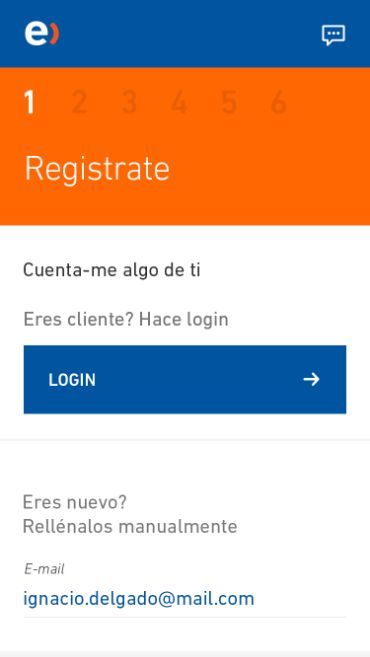 e)
1 2 3 4 5 6
Registrate
Cuenta-me algo de ti
Eres cliente? Hace login
LOGIN
Eres nuevo?
Rellénalos manualmente
E-mail
ignacio.delgado@mail.com